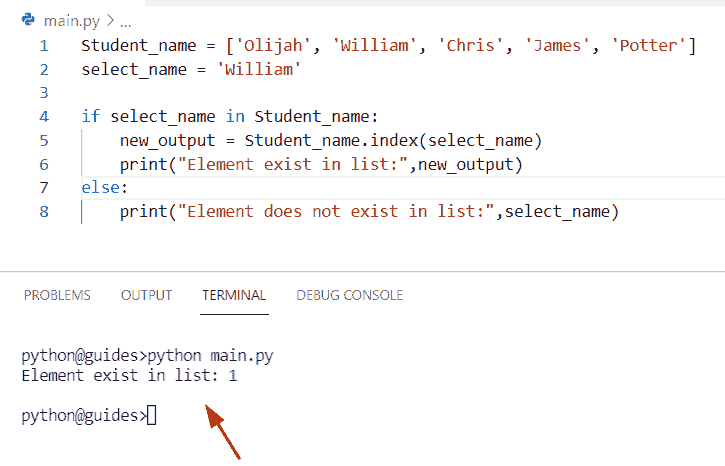 main.py > ...
1 Student_name = ['Olijah', 'William', 'Chris', 'James', 'Potter']
2 select_name = 'William'
3
4 if select_name in Student_name:
5     new_output = Student_name.index(select_name)
6     print("Element exist in list:",new_output)
7 else:
8     print("Element does not exist in list:",select_name)
PROBLEMS OUTPUT TERMINAL DEBUG CONSOLE
python@guides>python main.py
Element exist in list: 1
python@guides>